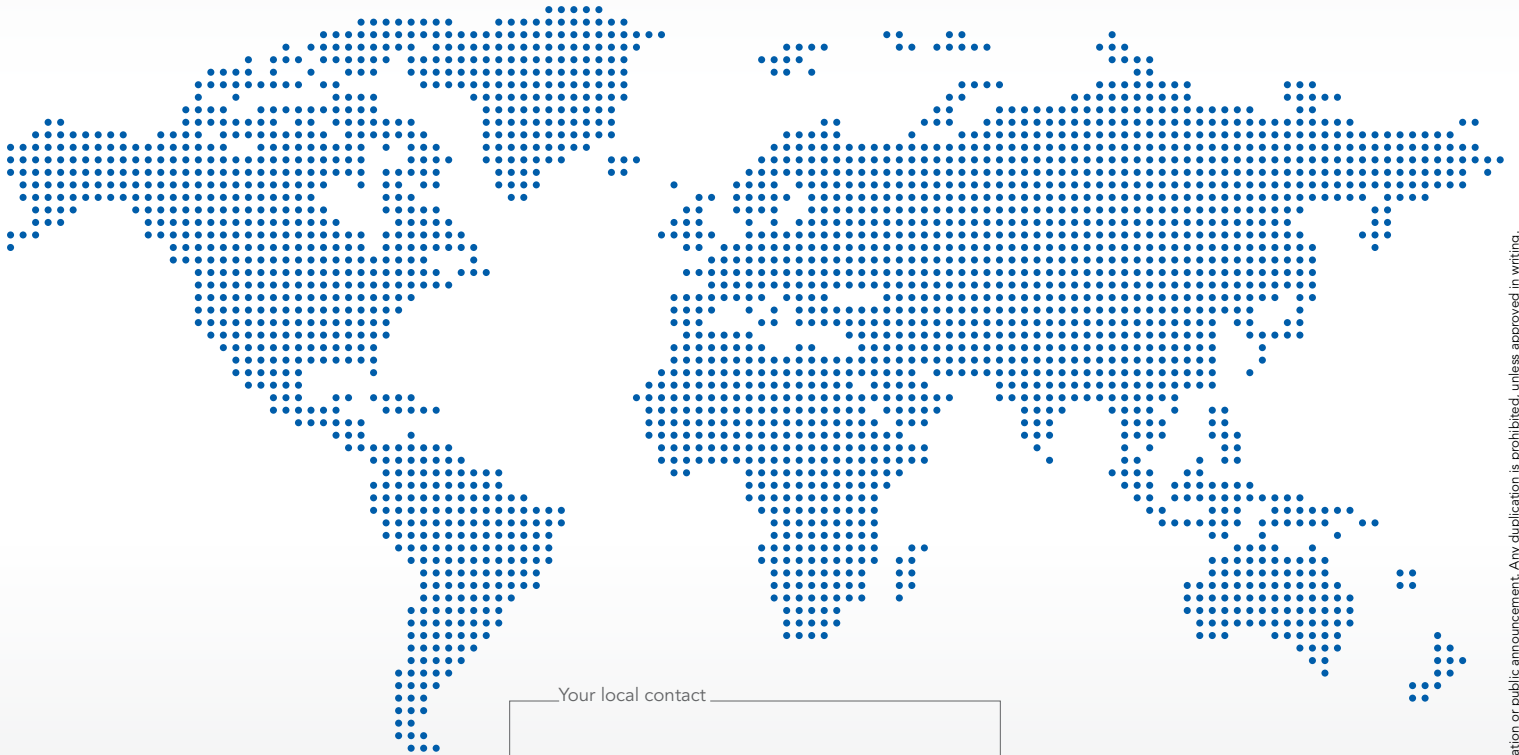 Your local contact
ation or public announcement. Any duplication is prohibited, unless approved in writing.